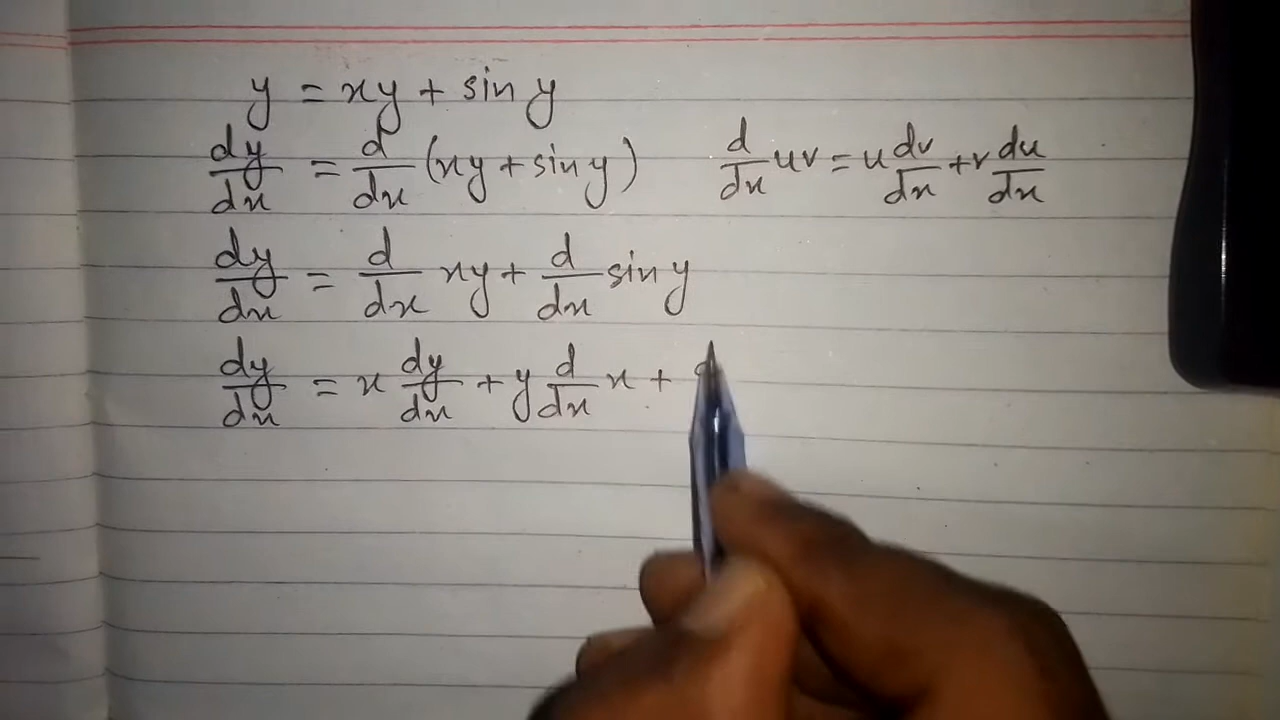 y = xy + sin y
dy/dx = d/dx (xy + sin y)
d/dx uv = u dv/dx + v du/dx
dy/dx = d/dx xy + d/dx sin y
dy/dx = x dy/dx + y d/dx x +